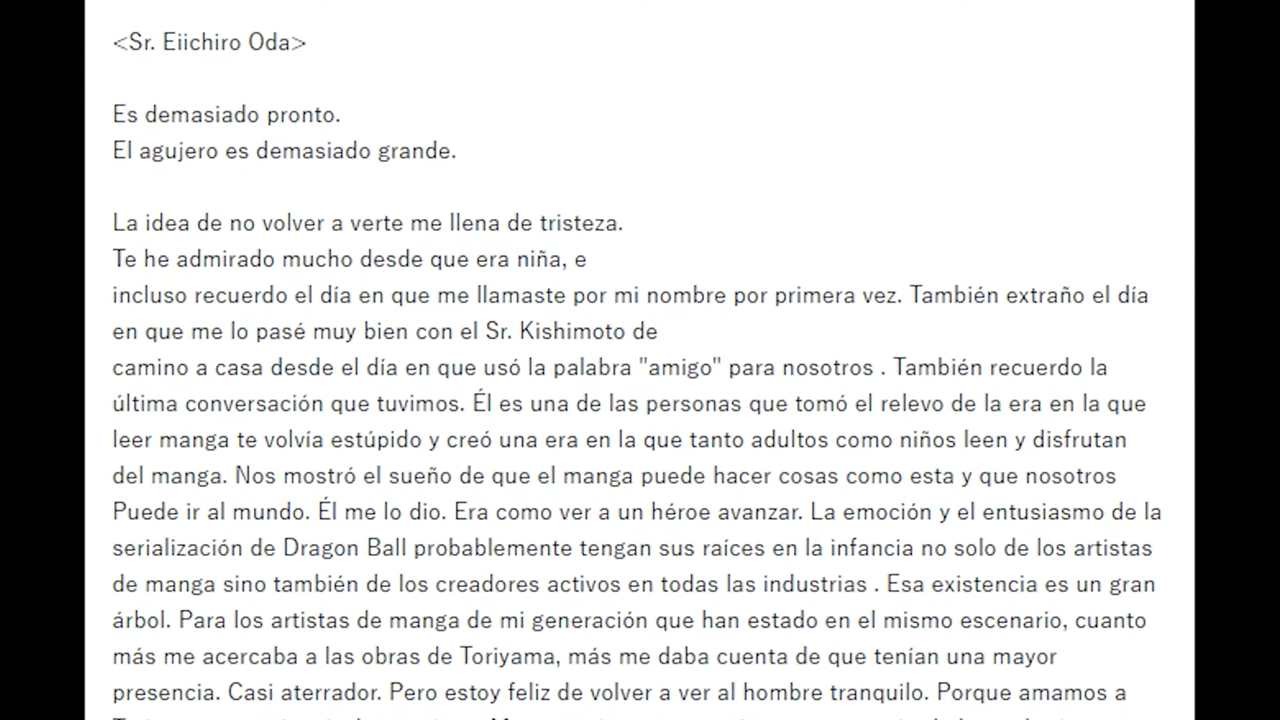 <Sr. Eiichiro Oda>
Es demasiado pronto.
El agujero es demasiado grande.
La idea de no volver a verte me llena de tristeza.
Te he admirado mucho desde que era niña, e
incluso recuerdo el día en que me llamaste por mi nombre por primera vez. También extraño el día
en que me lo pasé muy bien con el Sr. Kishimoto de
camino a casa desde el día en que usó la palabra "amigo" para nosotros . También recuerdo la
última conversación que tuvimos. Él es una de las personas que tomó el relevo de la era en la que
leer manga te volvía estúpido y creó una era en la que tanto adultos como niños leen y disfrutan
del manga. Nos mostró el sueño de que el manga puede hacer cosas como esta y que nosotros
Puede ir al mundo. Él me lo dio. Era como ver a un héroe avanzar. La emoción y el entusiasmo de la
serialización de Dragon Ball probablemente tengan sus raíces en la infancia no solo de los artistas
de manga sino también de los creadores activos en todas las industrias . Esa existencia es un gran
árbol. Para los artistas de manga de mi generación que han estado en el mismo escenario, cuanto
más me acercaba a las obras de Toriyama, más me daba cuenta de que tenían una mayor
presencia. Casi aterrador. Pero estoy feliz de volver a ver al hombre tranquilo. Porque amamos a